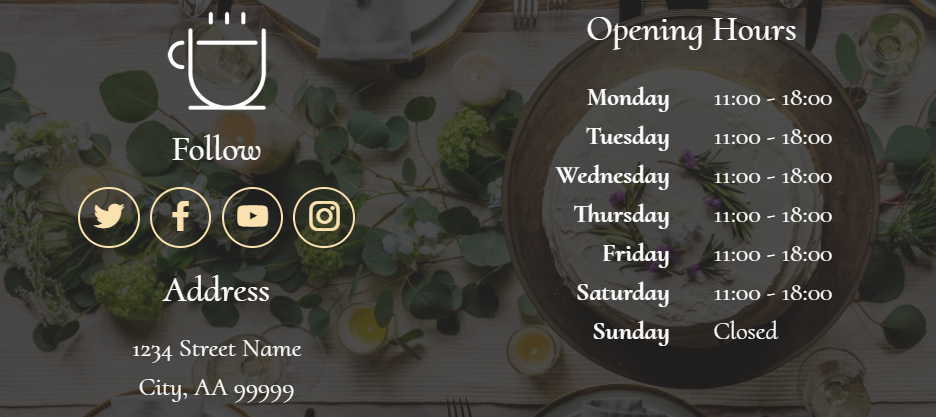 Follow
Address
1234 Street Name
City, AA 99999
Opening Hours
Monday 11:00 - 18:00
Tuesday 11:00 - 18:00
Wednesday 11:00 - 18:00
Thursday 11:00 - 18:00
Friday 11:00 - 18:00
Saturday 11:00 - 18:00
Sunday Closed